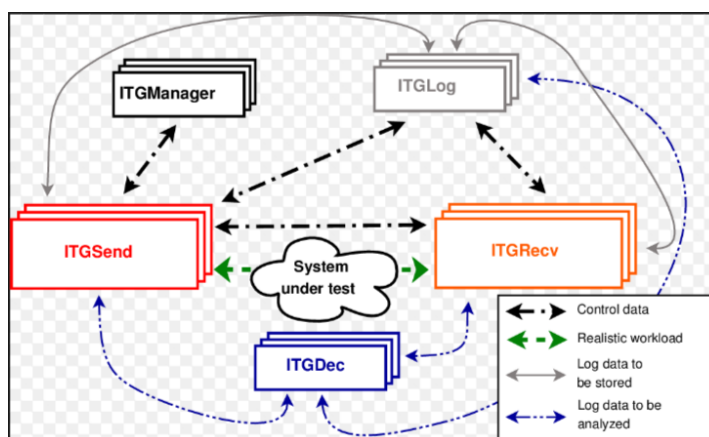 ITGManager
ITGLog
ITGSend
ITGRecv
System
under test
ITGDec
Control data
Realistic workload
Log data to
be stored
Log data to be
analyzed